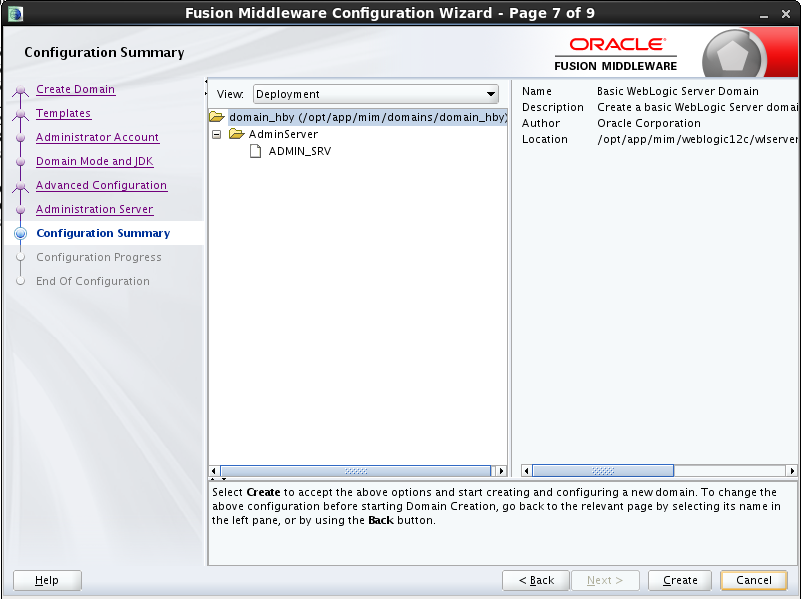 Fusion Middleware Configuration Wizard - Page 7 of 9
Configuration Summary
ORACLE
FUSION MIDDLEWARE
Create Domain
Templates
Administrator Account
Domain Mode and JDK
Advanced Configuration
Administration Server
Configuration Summary
Configuration Progress
End Of Configuration
View: Deployment
domain_hby (/opt/app/mim/domains/domain_hby)
AdminServer
ADMIN_SRV
Name Basic WebLogic Server Domain
Description Create a basic WebLogic Server domai
Author Oracle Corporation
Location /opt/app/mim/weblogic12c/wlserver
Select Create to accept the above options and start creating and configuring a new domain. To change the
above configuration before starting Domain Creation, go back to the relevant page by selecting its name in
the left pane, or by using the Back button.
Help
< Back
Next >
Create
Cancel